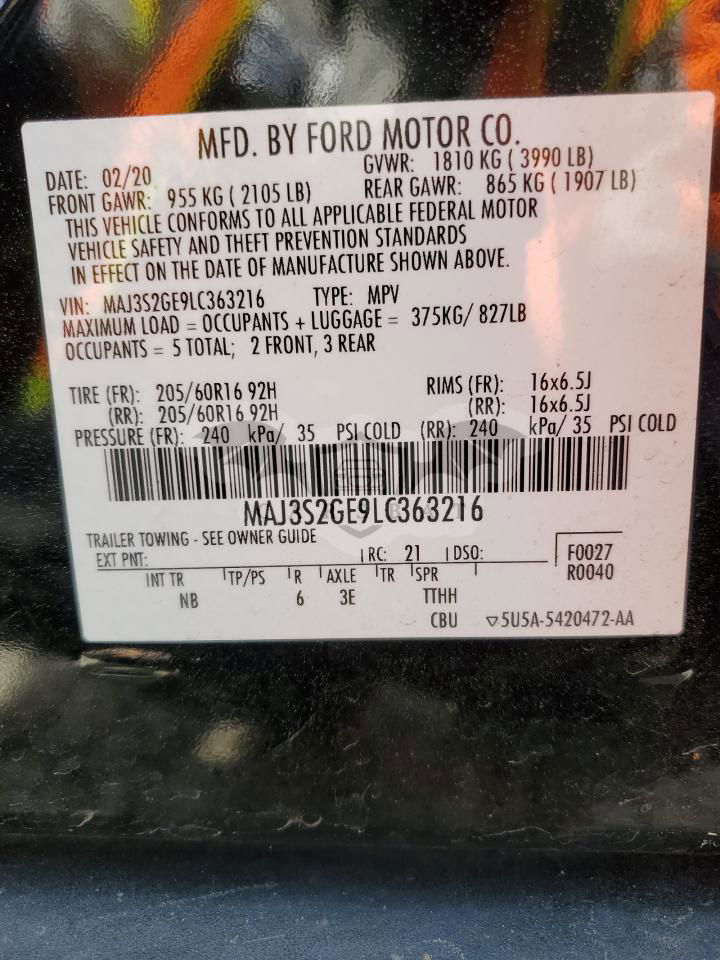 MFD. BY FORD MOTOR CO.
DATE: 02/20 GVWR: 1810 KG ( 3990 LB)
FRONT GAWR: 955 KG ( 2105 LB) REAR GAWR: 865 KG ( 1907 LB)
THIS VEHICLE CONFORMS TO ALL APPLICABLE FEDERAL MOTOR
VEHICLE SAFETY AND THEFT PREVENTION STANDARDS
IN EFFECT ON THE DATE OF MANUFACTURE SHOWN ABOVE.
VIN: MAJ3S2GE9LC363216 TYPE: MPV
MAXIMUM LOAD = OCCUPANTS + LUGGAGE = 375KG/ 827LB
OCCUPANTS = 5 TOTAL; 2 FRONT, 3 REAR
TIRE (FR): 205/60R16 92H RIMS (FR): 16x6.5J
(RR): 205/60R16 92H (RR): 16x6.5J
PRESSURE (FR): 240 kPa/ 35 PSI COLD (RR): 240 kPa/ 35 PSI COLD
MAJ3S2GE9LC363216
TRAILER TOWING - SEE OWNER GUIDE
EXT PNT: RC: 21 DSO: F0027
INT TR TP/PS R AXLE TR SPR R0040
NB 6 3E TTHH
CBU ▽5U5A-5420472-AA